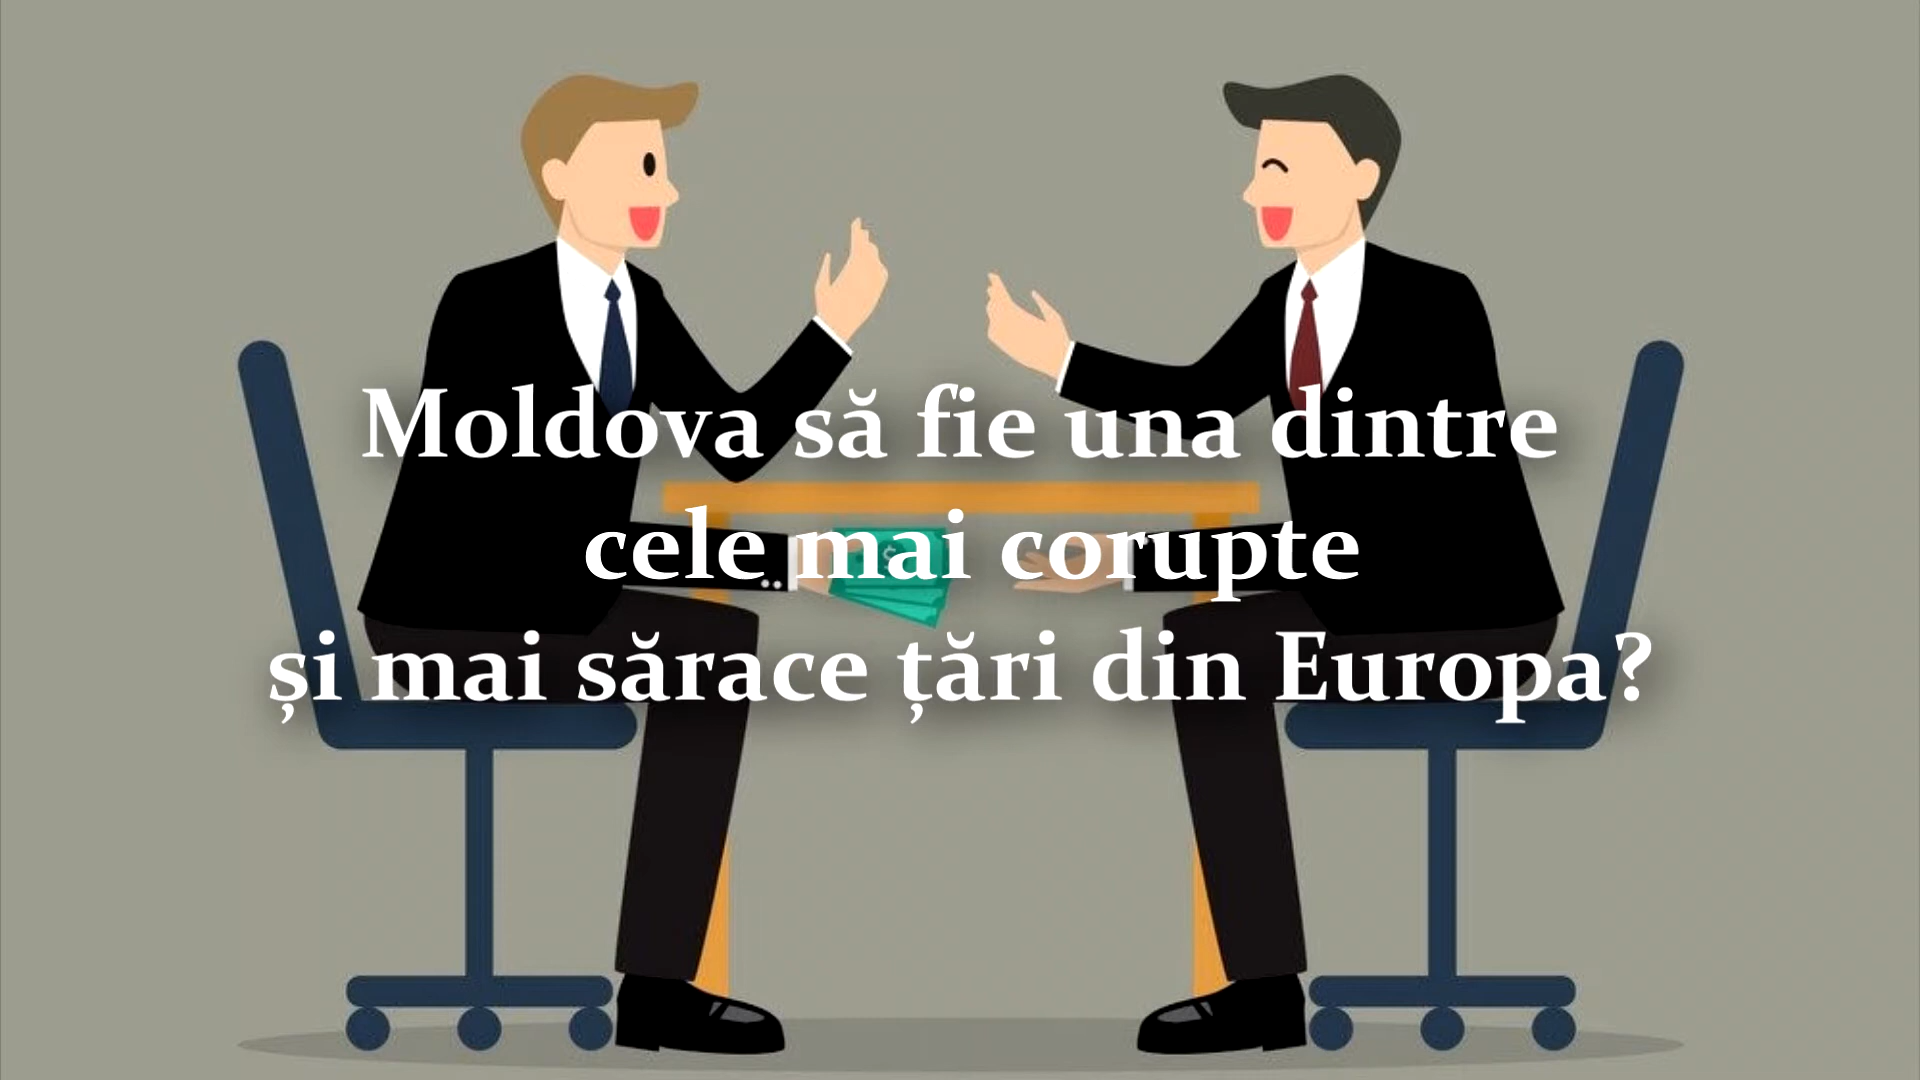 Moldova să fie una dintre
cele mai corupte
și mai sărace țări din Europa?